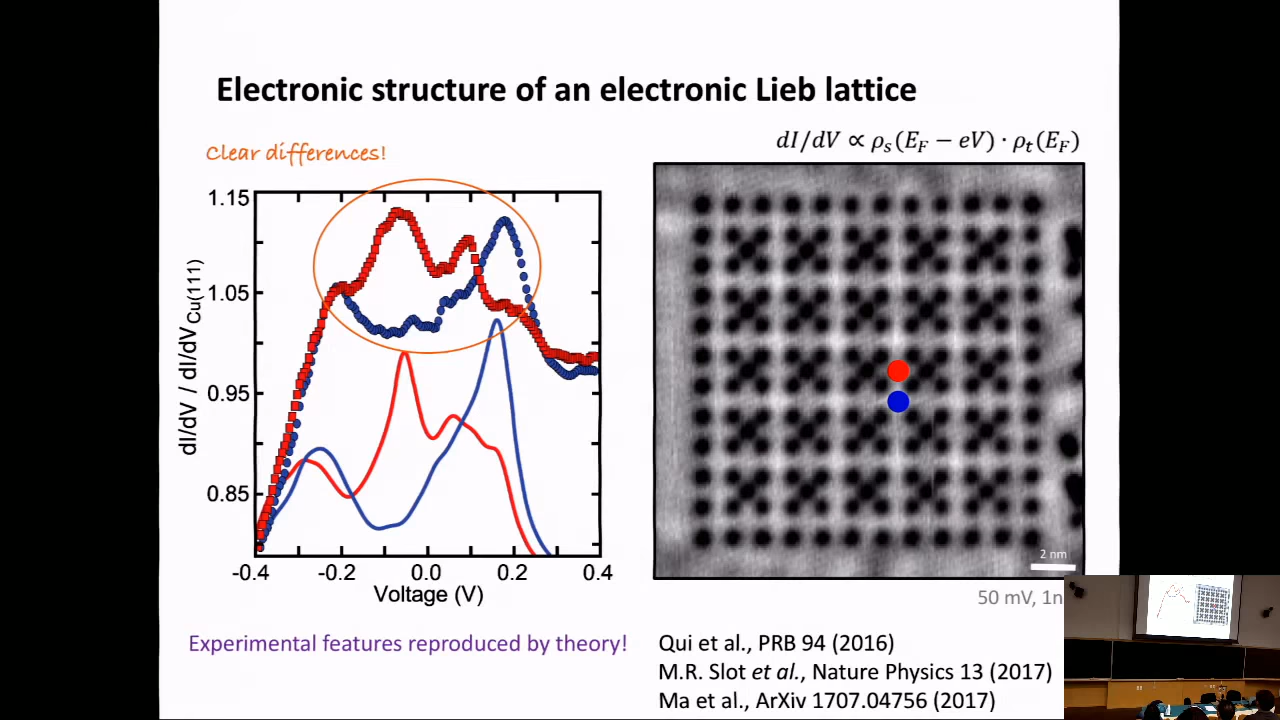 Electronic structure of an electronic Lieb lattice
Clear differences!
dI/dV ∝ ρₛ(E_F − eV) · ρₜ(E_F)
1.15
1.05
0.95
0.85
dI/dV / dI/dV_Cu(111)
-0.4 -0.2 0.0 0.2 0.4
Voltage (V)
2 nm
50 mV, 1n
Experimental features reproduced by theory!
Qui et al., PRB 94 (2016)
M.R. Slot et al., Nature Physics 13 (2017)
Ma et al., ArXiv 1707.04756 (2017)